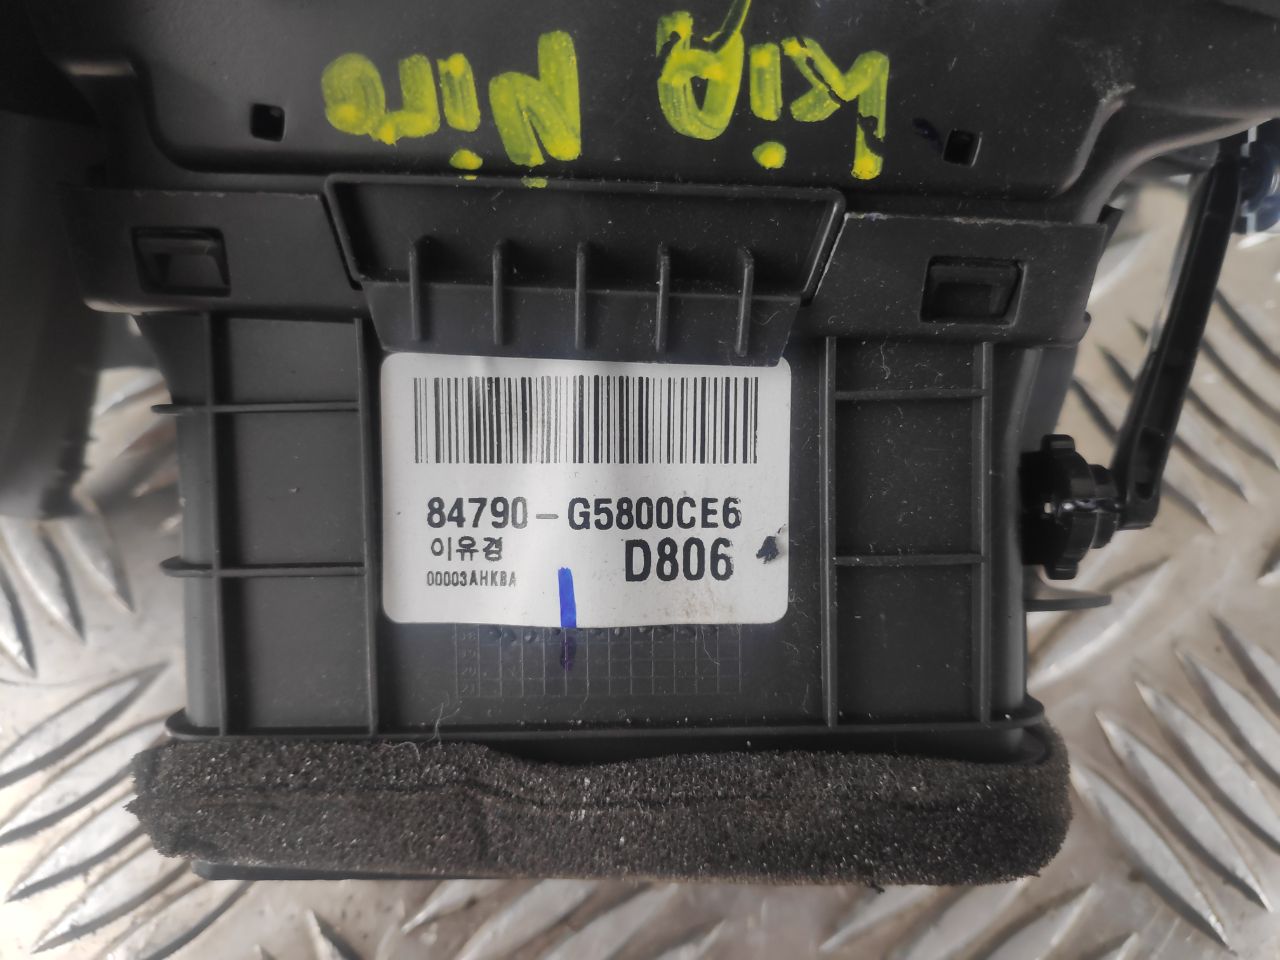 Kia Niro
84790-G5800CE6
이유경 D806
00003AHKBA